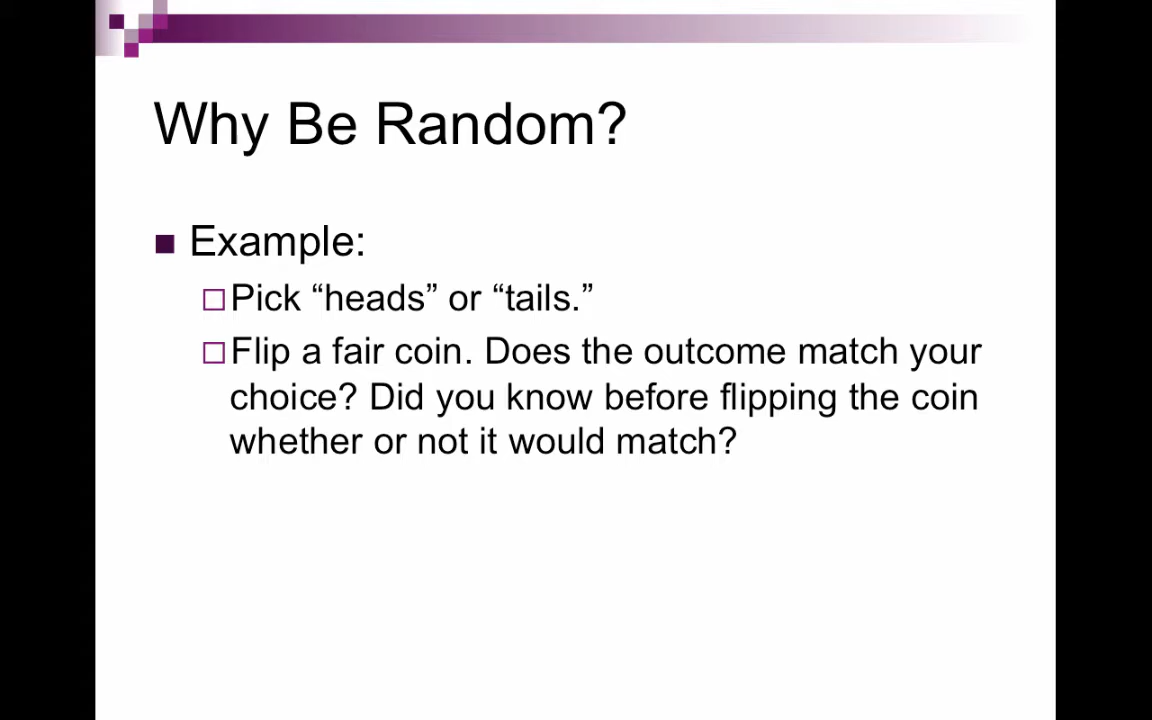 Why Be Random?
Example:
Pick “heads” or “tails.”
Flip a fair coin. Does the outcome match your
choice? Did you know before flipping the coin
whether or not it would match?